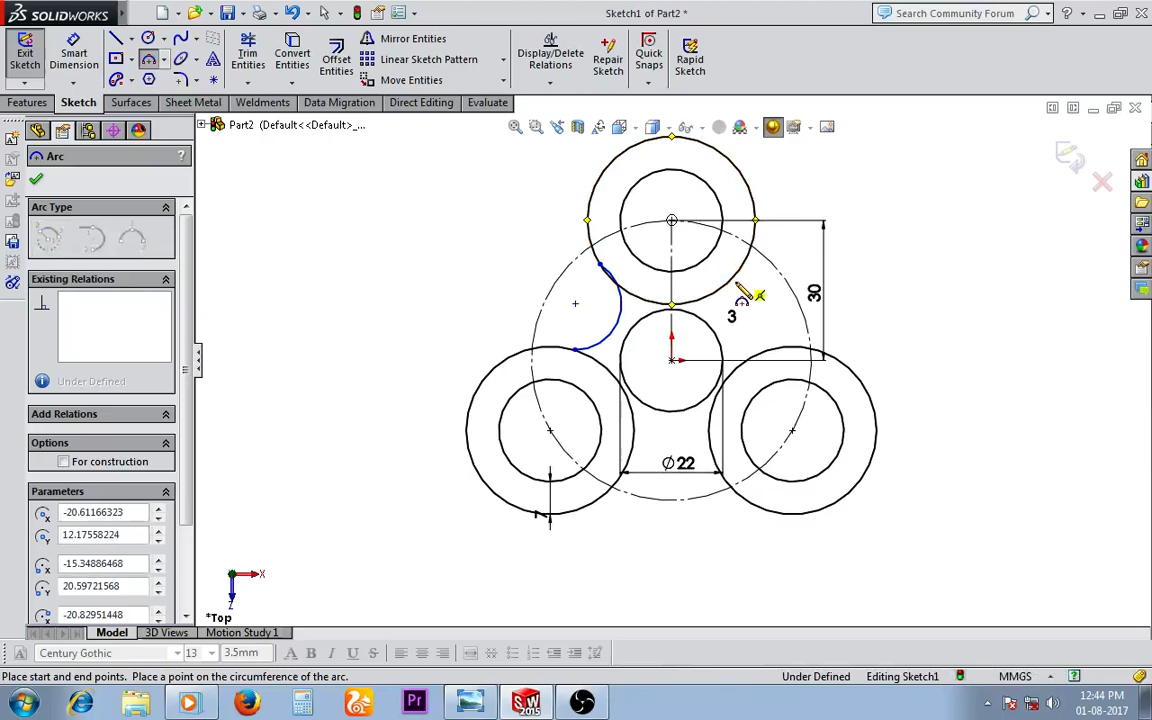 SOLIDWORKS
Sketch1 of Part2 *
Search Community Forum
Exit Sketch
Smart Dimension
Trim Entities
Convert Entities
Offset Entities
Mirror Entities
Linear Sketch Pattern
Move Entities
Display/Delete Relations
Repair Sketch
Quick Snaps
Rapid Sketch
Features
Sketch
Surfaces
Sheet Metal
Weldments
Data Migration
Direct Editing
Evaluate
Part2 (Default<<Default>_...
Arc
?
Arc Type
Existing Relations
Under Defined
Add Relations
Options
For construction
Parameters
-20.61166323
12.17558224
-15.34886468
20.59721568
-20.82951448
30
3
Ø22
7
X
Z
*Top
Model
3D Views
Motion Study 1
Century Gothic
13
3.5mm
Place start and end points. Place a point on the circumference of the arc.
Under Defined
Editing Sketch1
MMGS
12:44 PM
01-08-2017